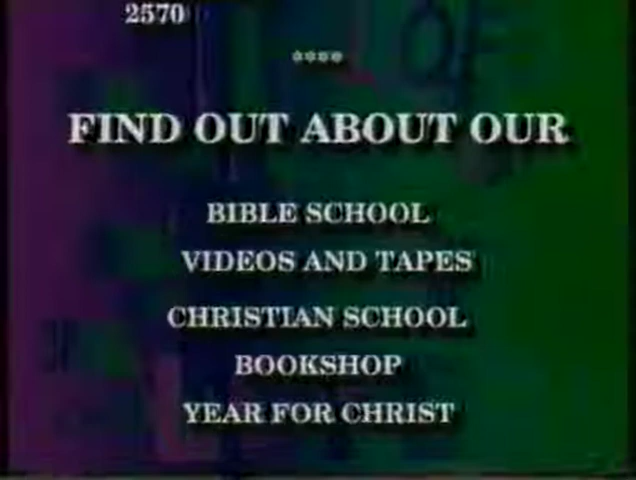 2570
****
FIND OUT ABOUT OUR
BIBLE SCHOOL
VIDEOS AND TAPES
CHRISTIAN SCHOOL
BOOKSHOP
YEAR FOR CHRIST